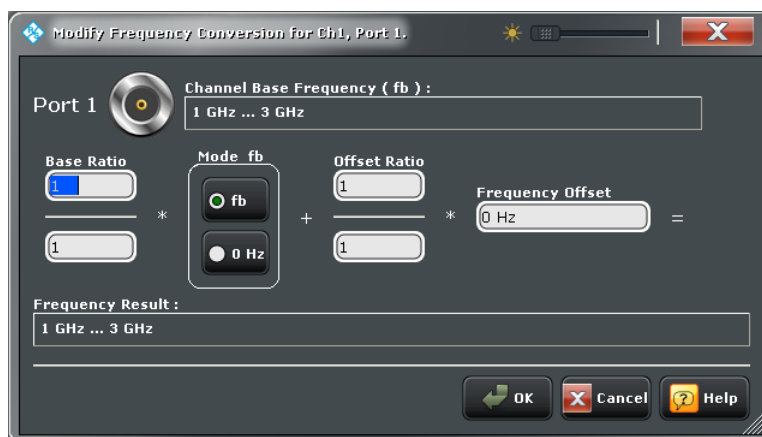 Modify Frequency Conversion for Ch1, Port 1.
X
Port 1
Channel Base Frequency ( fb ) :
1 GHz ... 3 GHz
Base Ratio
Mode fb
Offset Ratio
Frequency Offset
1
fb
1
*
+
*
0 Hz
=
1
0 Hz
1
Frequency Result :
1 GHz ... 3 GHz
OK
X Cancel
? Help